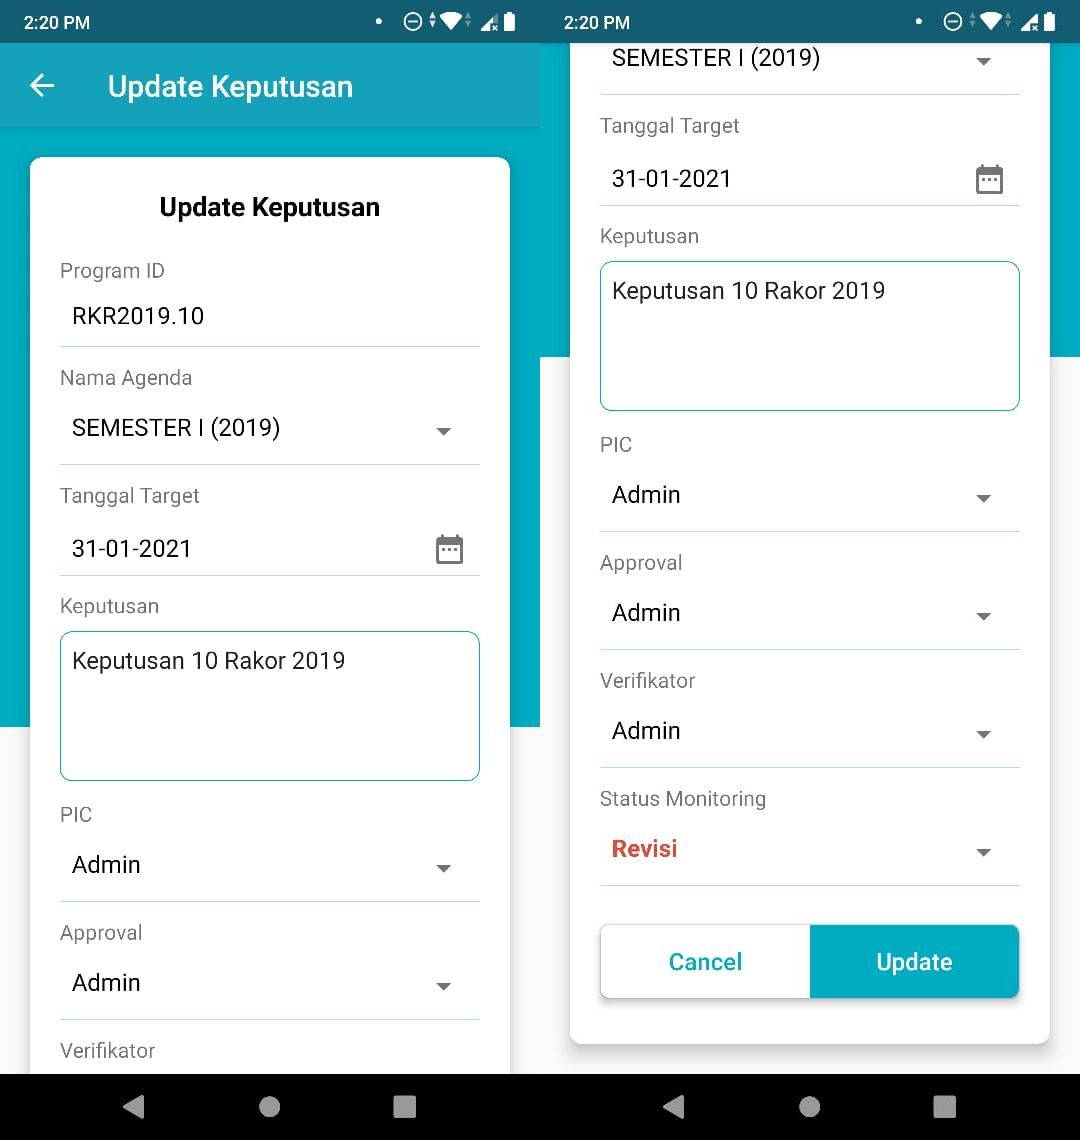 2:20 PM
Update Keputusan
Update Keputusan
Program ID
RKR2019.10
Nama Agenda
SEMESTER I (2019)
Tanggal Target
31-01-2021
Keputusan
Keputusan 10 Rakor 2019
PIC
Admin
Approval
Admin
Verifikator
2:20 PM
SEMESTER I (2019)
Tanggal Target
31-01-2021
Keputusan
Keputusan 10 Rakor 2019
PIC
Admin
Approval
Admin
Verifikator
Admin
Status Monitoring
Revisi
Cancel
Update